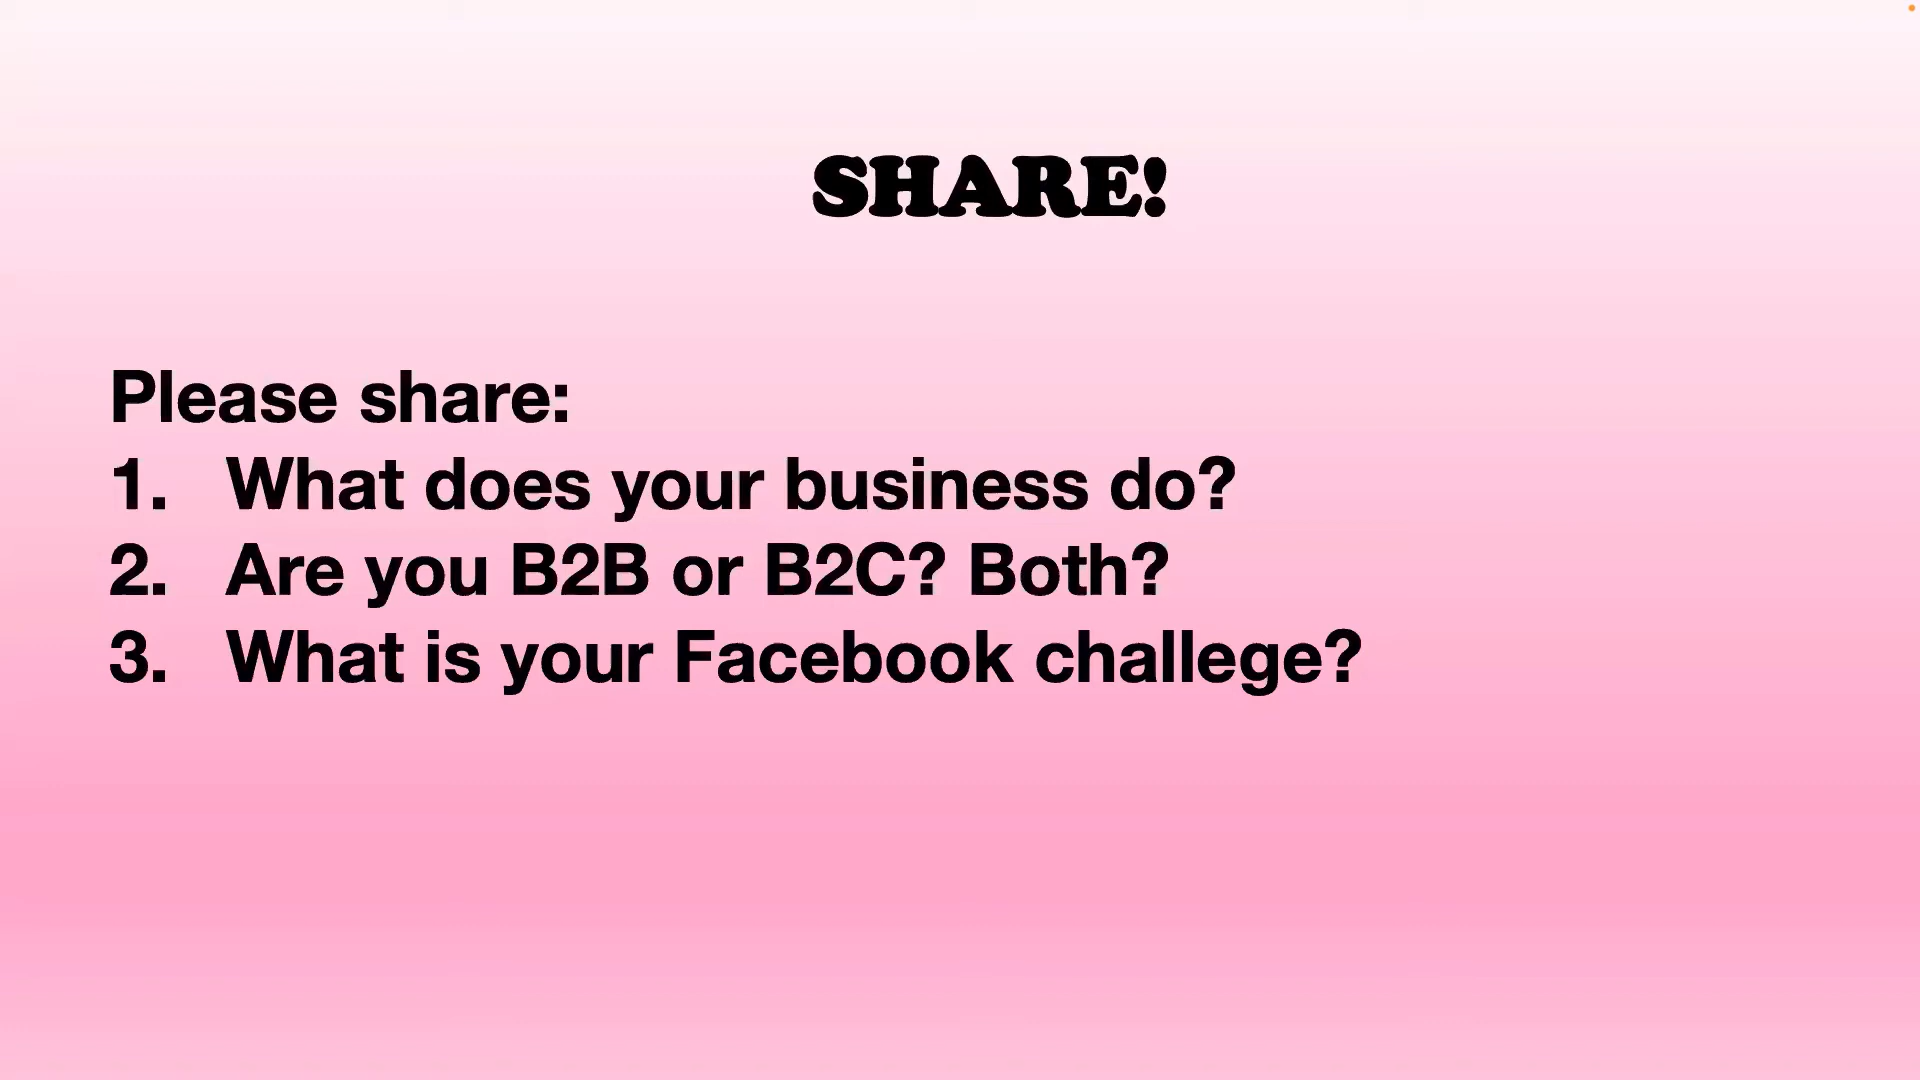 SHARE!
Please share:
1. What does your business do?
2. Are you B2B or B2C? Both?
3. What is your Facebook challege?